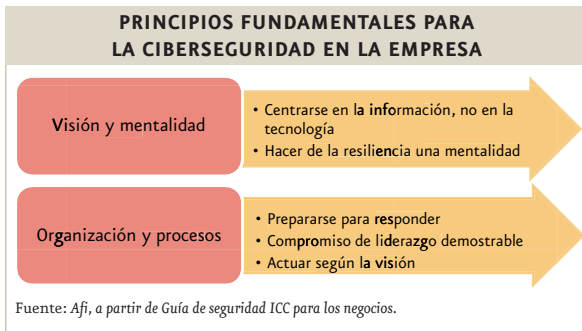 PRINCIPIOS FUNDAMENTALES PARA
LA CIBERSEGURIDAD EN LA EMPRESA
Visión y mentalidad
• Centrarse en la información, no en la
tecnología
• Hacer de la resiliencia una mentalidad
Organización y procesos
• Prepararse para responder
• Compromiso de liderazgo demostrable
• Actuar según la visión
Fuente: Afi, a partir de Guía de seguridad ICC para los negocios.